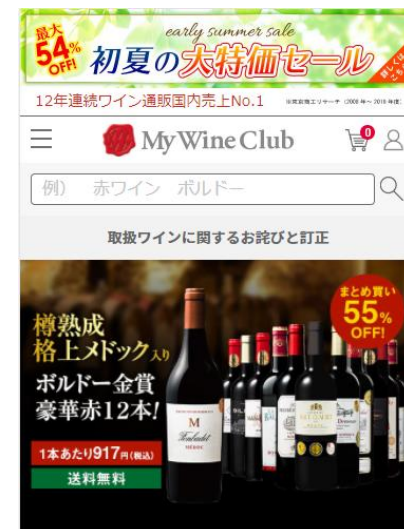 最大
54%
OFF!
early summer sale
初夏の大特価セール
詳しくは
こちら
12年連続ワイン通販国内売上No.1
My Wine Club
0
例） 赤ワイン ボルドー
取扱ワインに関するお詫びと訂正
まとめ買い
55%
OFF!
樽熟成
格上メドック入り
ボルドー金賞
豪華赤12本!
1本あたり917円(税込)
送料無料
M
Fonbadet
MÉDOC